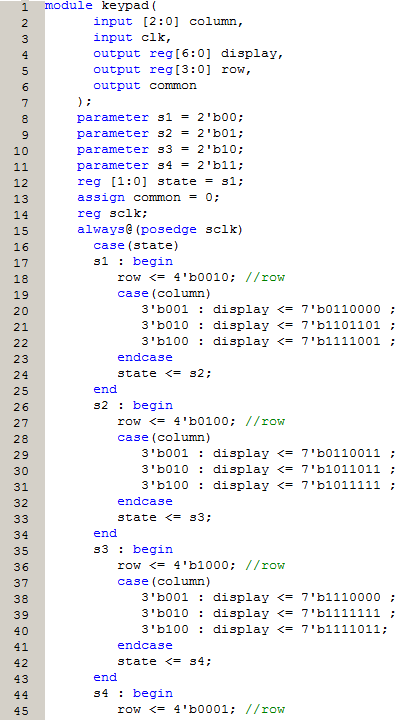 1 module keypad(
2 input [2:0] column,
3 input clk,
4 output reg[6:0] display,
5 output reg[3:0] row,
6 output common
7 );
8 parameter s1 = 2'b00;
9 parameter s2 = 2'b01;
10 parameter s3 = 2'b10;
11 parameter s4 = 2'b11;
12 reg [1:0] state = s1;
13 assign common = 0;
14 reg sclk;
15 always@(posedge sclk)
16 case(state)
17 s1 : begin
18 row <= 4'b0010; //row
19 case(column)
20 3'b001 : display <= 7'b0110000 ;
21 3'b010 : display <= 7'b1101101 ;
22 3'b100 : display <= 7'b1111001 ;
23 endcase
24 state <= s2;
25 end
26 s2 : begin
27 row <= 4'b0100; //row
28 case(column)
29 3'b001 : display <= 7'b0110011 ;
30 3'b010 : display <= 7'b1011011 ;
31 3'b100 : display <= 7'b1011111 ;
32 endcase
33 state <= s3;
34 end
35 s3 : begin
36 row <= 4'b1000; //row
37 case(column)
38 3'b001 : display <= 7'b1110000 ;
39 3'b010 : display <= 7'b1111111 ;
40 3'b100 : display <= 7'b1111011;
41 endcase
42 state <= s4;
43 end
44 s4 : begin
45 row <= 4'b0001; //row